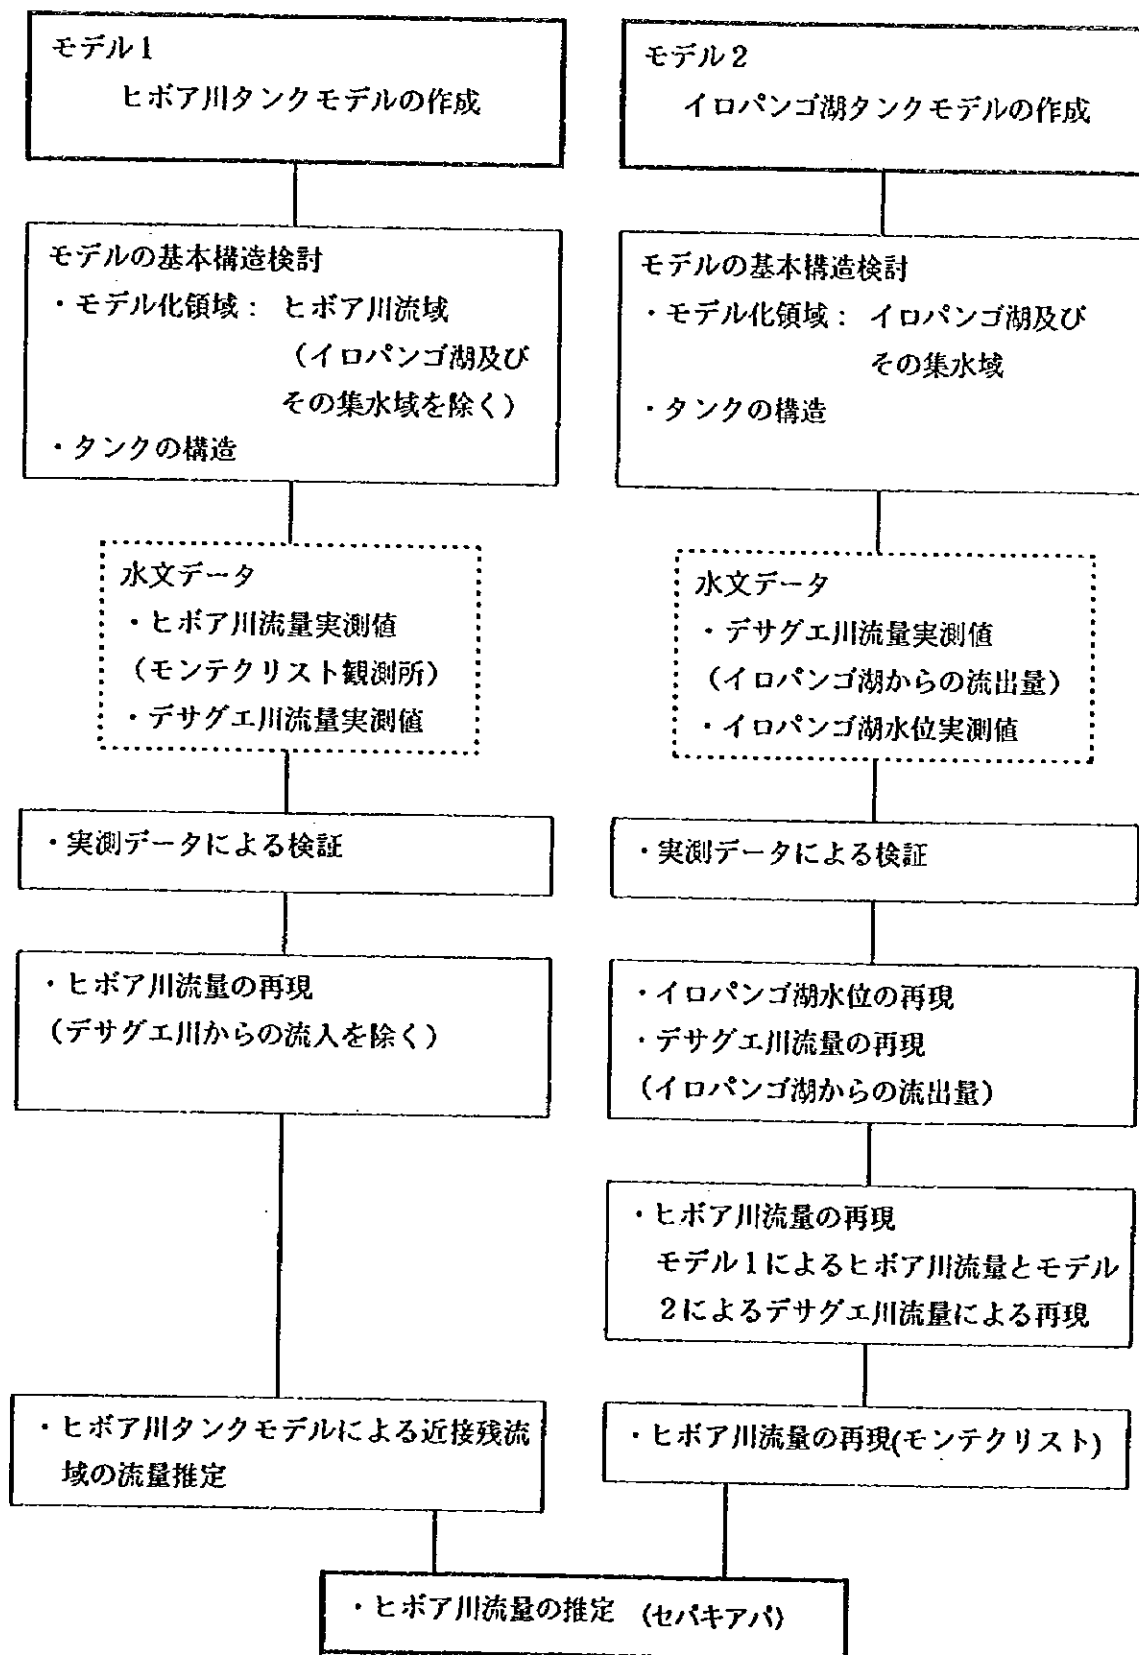 モデル1
ヒボア川タンクモデルの作成
モデルの基本構造検討
・モデル化領域： ヒボア川流域
（イロパンゴ湖及び
その集水域を除く）
・タンクの構造
水文データ
・ヒボア川流量実測値
（モンテクリスト観測所）
・デサグエ川流量実測値
・実測データによる検証
・ヒボア川流量の再現
（デサグエ川からの流入を除く）
・ヒボア川タンクモデルによる近接残流
域の流量推定
モデル2
イロパンゴ湖タンクモデルの作成
モデルの基本構造検討
・モデル化領域： イロパンゴ湖及び
その集水域
・タンクの構造
水文データ
・デサグエ川流量実測値
（イロパンゴ湖からの流出量）
・イロパンゴ湖水位実測値
・実測データによる検証
・イロパンゴ湖水位の再現
・デサグエ川流量の再現
（イロパンゴ湖からの流出量）
・ヒボア川流量の再現
モデル1によるヒボア川流量とモデル
2によるデサグエ川流量による再現
・ヒボア川流量の再現(モンテクリスト)
・ヒボア川流量の推定 (セパキアパ)